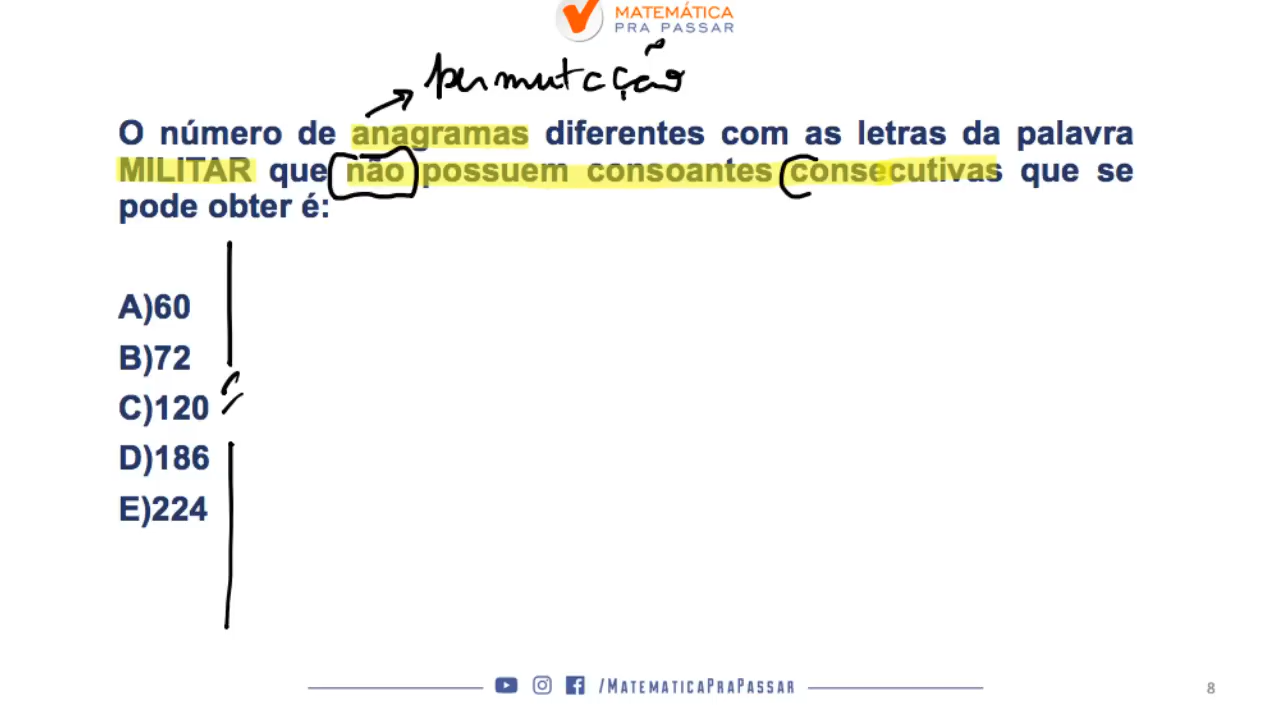 MATEMÁTICA
PRA PASSAR
permutação
O número de anagramas diferentes com as letras da palavra
MILITAR que não possuem consoantes consecutivas que se
pode obter é:
A)60
B)72
C)120
D)186
E)224
/MATEMATICAPRAPASSAR
8